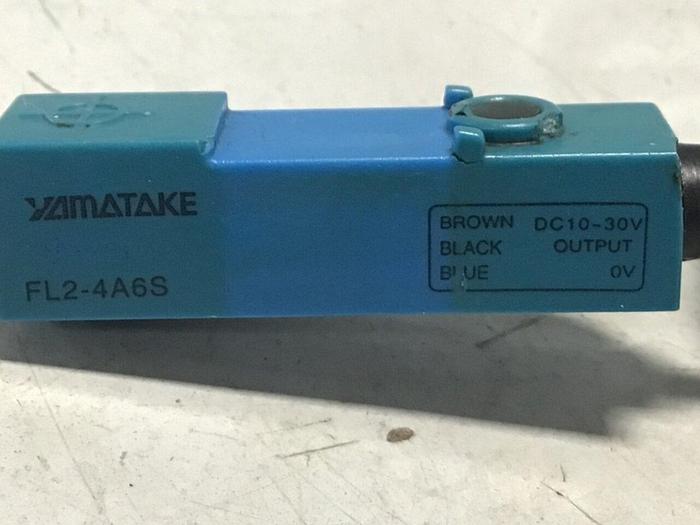 YAMATAKE
FL2-4A6S
BROWN DC10-30V
BLACK OUTPUT
BLUE 0V